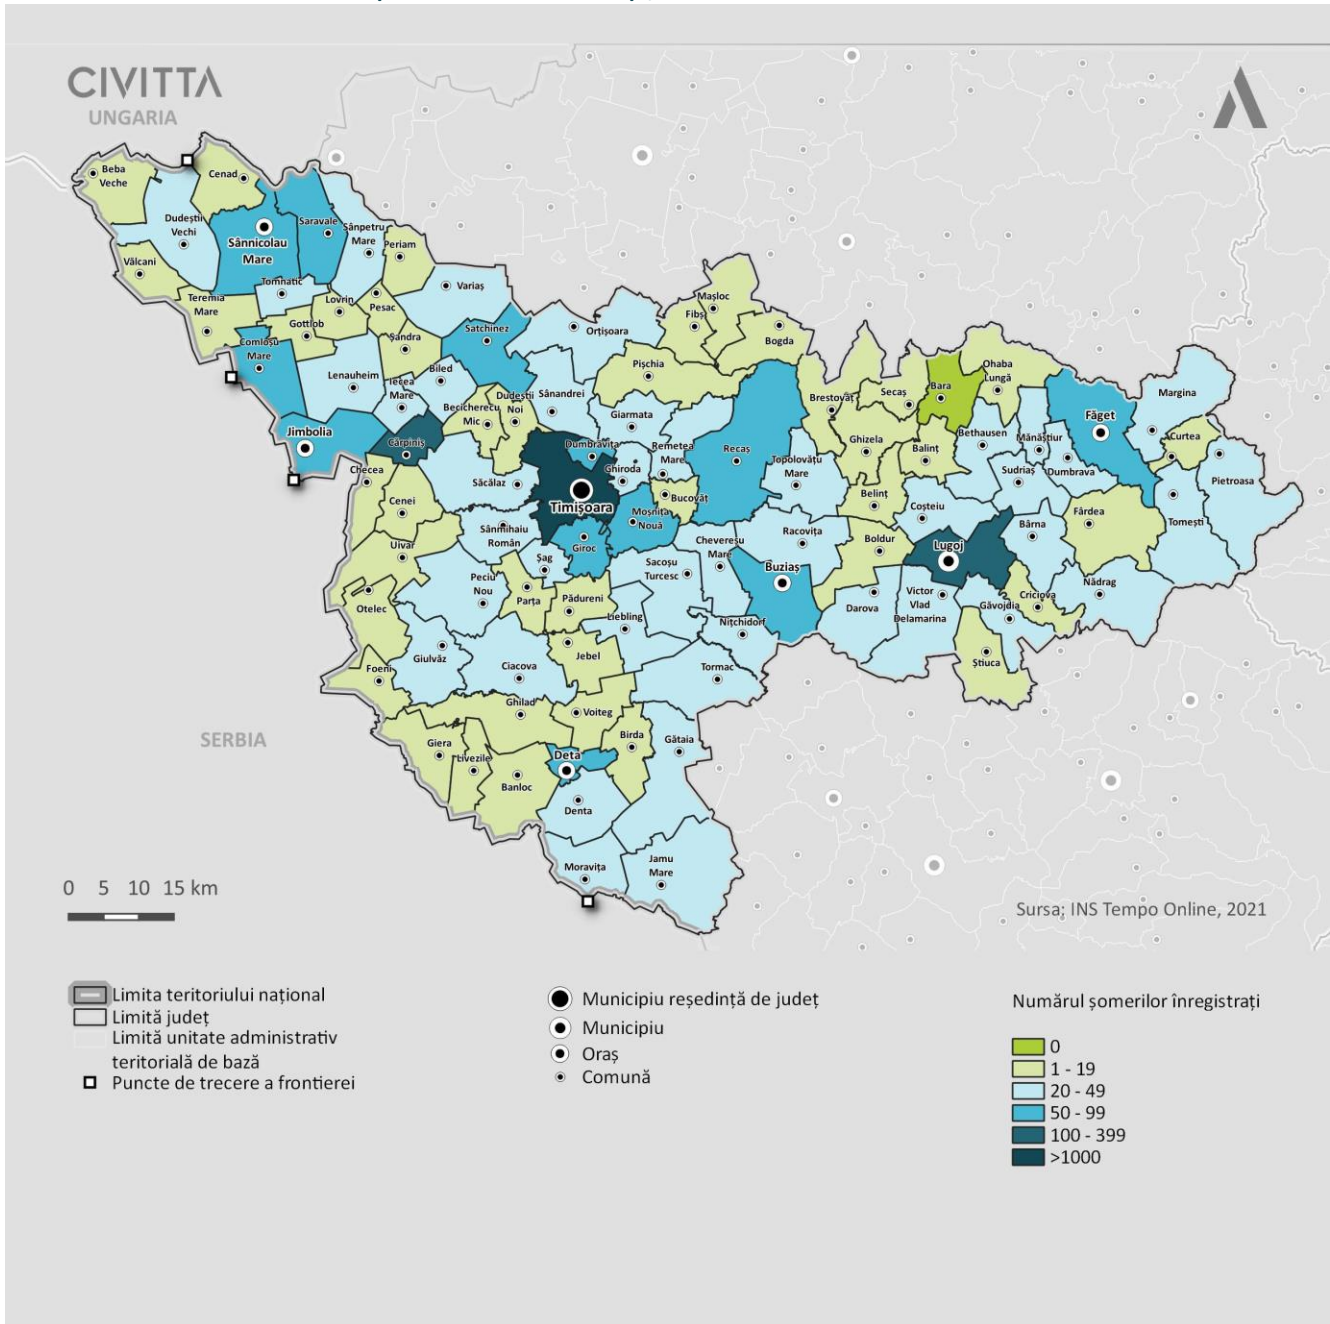 CIVITTA
UNGARIA
Beba
Veche
Cenad
Dudeștii
Vechi
Sânnicolau
Mare
Saravale
Sânpetru
Mare
Periam
Vălcani
Tomnatic
Variaș
Teremia
Mare
Lovrin
Pesac
Gottlob
Șandra
Satchinez
Orțișoara
Mașloc
Fibiș
Bogda
Comloșu
Mare
Lenauheim
Iecea
Mare
Biled
Pișchia
Becicherecu
Mic
Dudeștii
Noi
Sânandrei
Giarmata
Brestovăț
Secaș
Bara
Ohaba
Lungă
Margina
Făget
Curtea
Jimbolia
Cărpiniș
Dumbrăvița
Ghiroda
Remetea
Mare
Recaș
Topolovățu
Mare
Ghizela
Balinț
Bethausen
Mănăștiur
Dumbrava
Sudriaș
Pietroasa
Tomești
Checea
Cenei
Săcălaz
Timișoara
Bucovăț
Moșnița
Nouă
Belinț
Coșteiu
Bârna
Fârdea
Uivar
Sânmihaiu
Român
Giroc
Șag
Chevereșu
Mare
Racovița
Boldur
Lugoj
Nădrag
Otelec
Peciu
Nou
Parța
Pădureni
Sacoșu
Turcesc
Buziaș
Darova
Victor
Vlad
Delamarina
Găvojdia
Criciova
Liebling
Nițchidorf
Știuca
Foeni
Giulvăz
Ciacova
Jebel
Tormac
Ghilad
Voiteg
Birda
Gătaia
SERBIA
Giera
Livezile
Banloc
Deta
Denta
Moravița
Jamu
Mare
0 5 10 15 km
Sursa: INS Tempo Online, 2021
Limita teritoriului național
Limită județ
Limită unitate administrativ
teritorială de bază
Puncte de trecere a frontierei
Municipiu reședință de județ
Municipiu
Oraș
Comună
Numărul șomerilor înregistrați
0
1 - 19
20 - 49
50 - 99
100 - 399
>1000